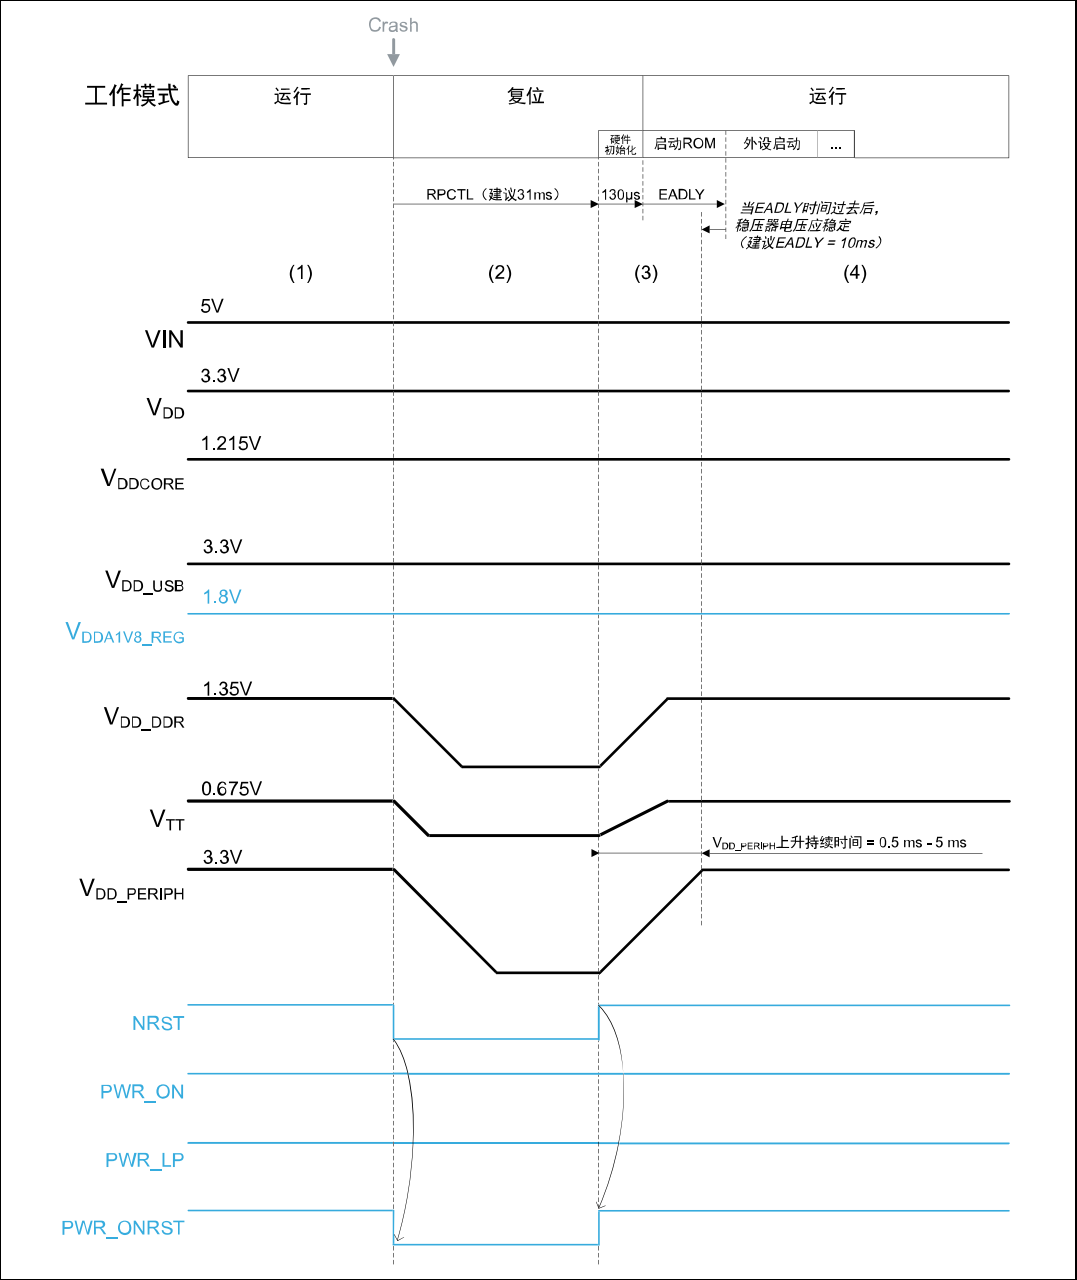 Crash
工作模式
运行
复位
运行
硬件
初始化
启动ROM
外设启动
...
RPCTL（建议31ms）
130μs
EADLY
当EADLY时间过去后，
稳压器电压应稳定
（建议EADLY = 10ms）
(1)
(2)
(3)
(4)
5V
VIN
3.3V
VDD
1.215V
VDDCORE
3.3V
VDD_USB
1.8V
VDDA1V8_REG
1.35V
VDD_DDR
0.675V
VTT
VDD_PERIPH上升持续时间 = 0.5 ms - 5 ms
3.3V
VDD_PERIPH
NRST
PWR_ON
PWR_LP
PWR_ONRST